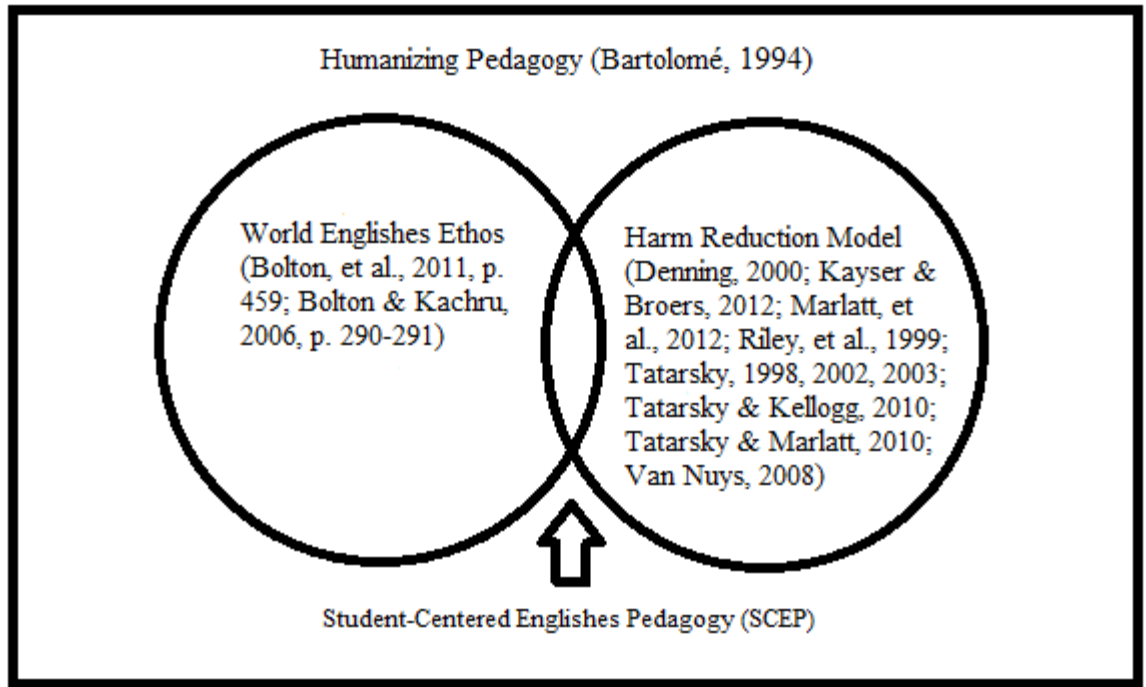 Humanizing Pedagogy (Bartolomé, 1994)
World Englishes Ethos
(Bolton, et al., 2011, p.
459; Bolton & Kachru,
2006, p. 290-291)
Harm Reduction Model
(Denning, 2000; Kayser &
Broers, 2012; Marlatt, et
al., 2012; Riley, et al., 1999;
Tatarsky, 1998, 2002, 2003;
Tatarsky & Kellogg, 2010;
Tatarsky & Marlatt, 2010;
Van Nuys, 2008)
Student-Centered Englishes Pedagogy (SCEP)